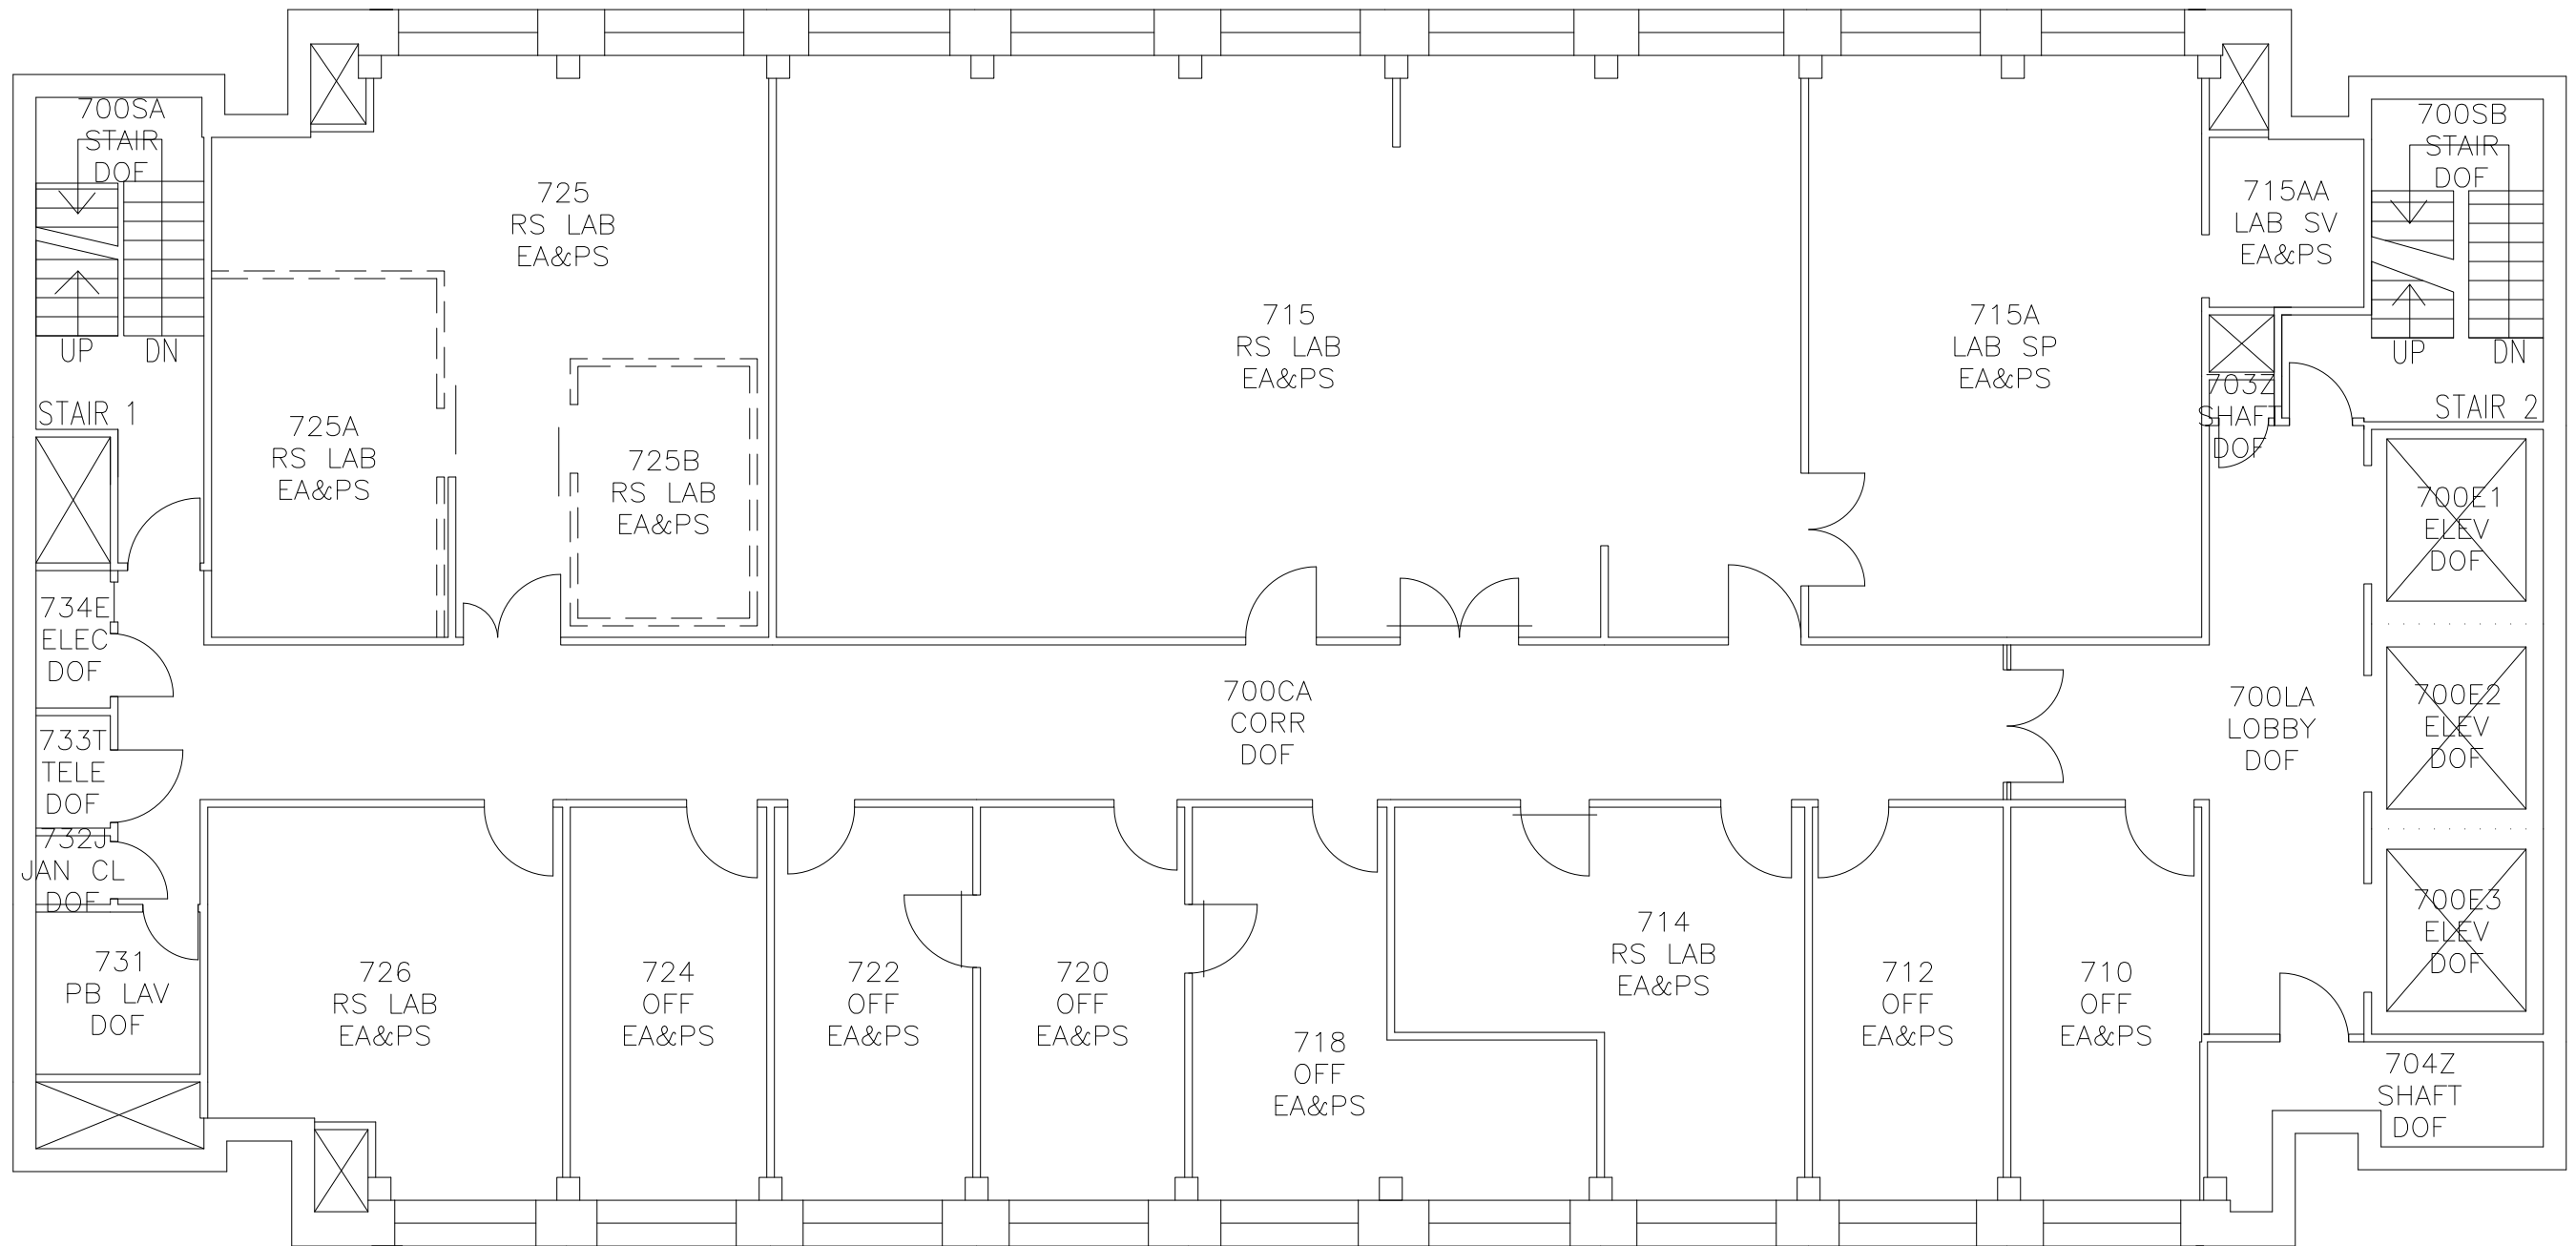 700SA
STAIR
DOF
UP
DN
STAIR 1
725
RS LAB
EA&PS
725A
RS LAB
EA&PS
725B
RS LAB
EA&PS
715
RS LAB
EA&PS
715A
LAB SP
EA&PS
715AA
LAB SV
EA&PS
700SB
STAIR
DOF
UP
DN
STAIR 2
703Z
SHAFT
DOF
700E1
ELEV
DOF
734E
ELEC
DOF
733T
TELE
DOF
732J
JAN CL
DOF
731
PB LAV
DOF
700CA
CORR
DOF
700LA
LOBBY
DOF
700E2
ELEV
DOF
700E3
ELEV
DOF
726
RS LAB
EA&PS
724
OFF
EA&PS
722
OFF
EA&PS
720
OFF
EA&PS
718
OFF
EA&PS
714
RS LAB
EA&PS
712
OFF
EA&PS
710
OFF
EA&PS
704Z
SHAFT
DOF